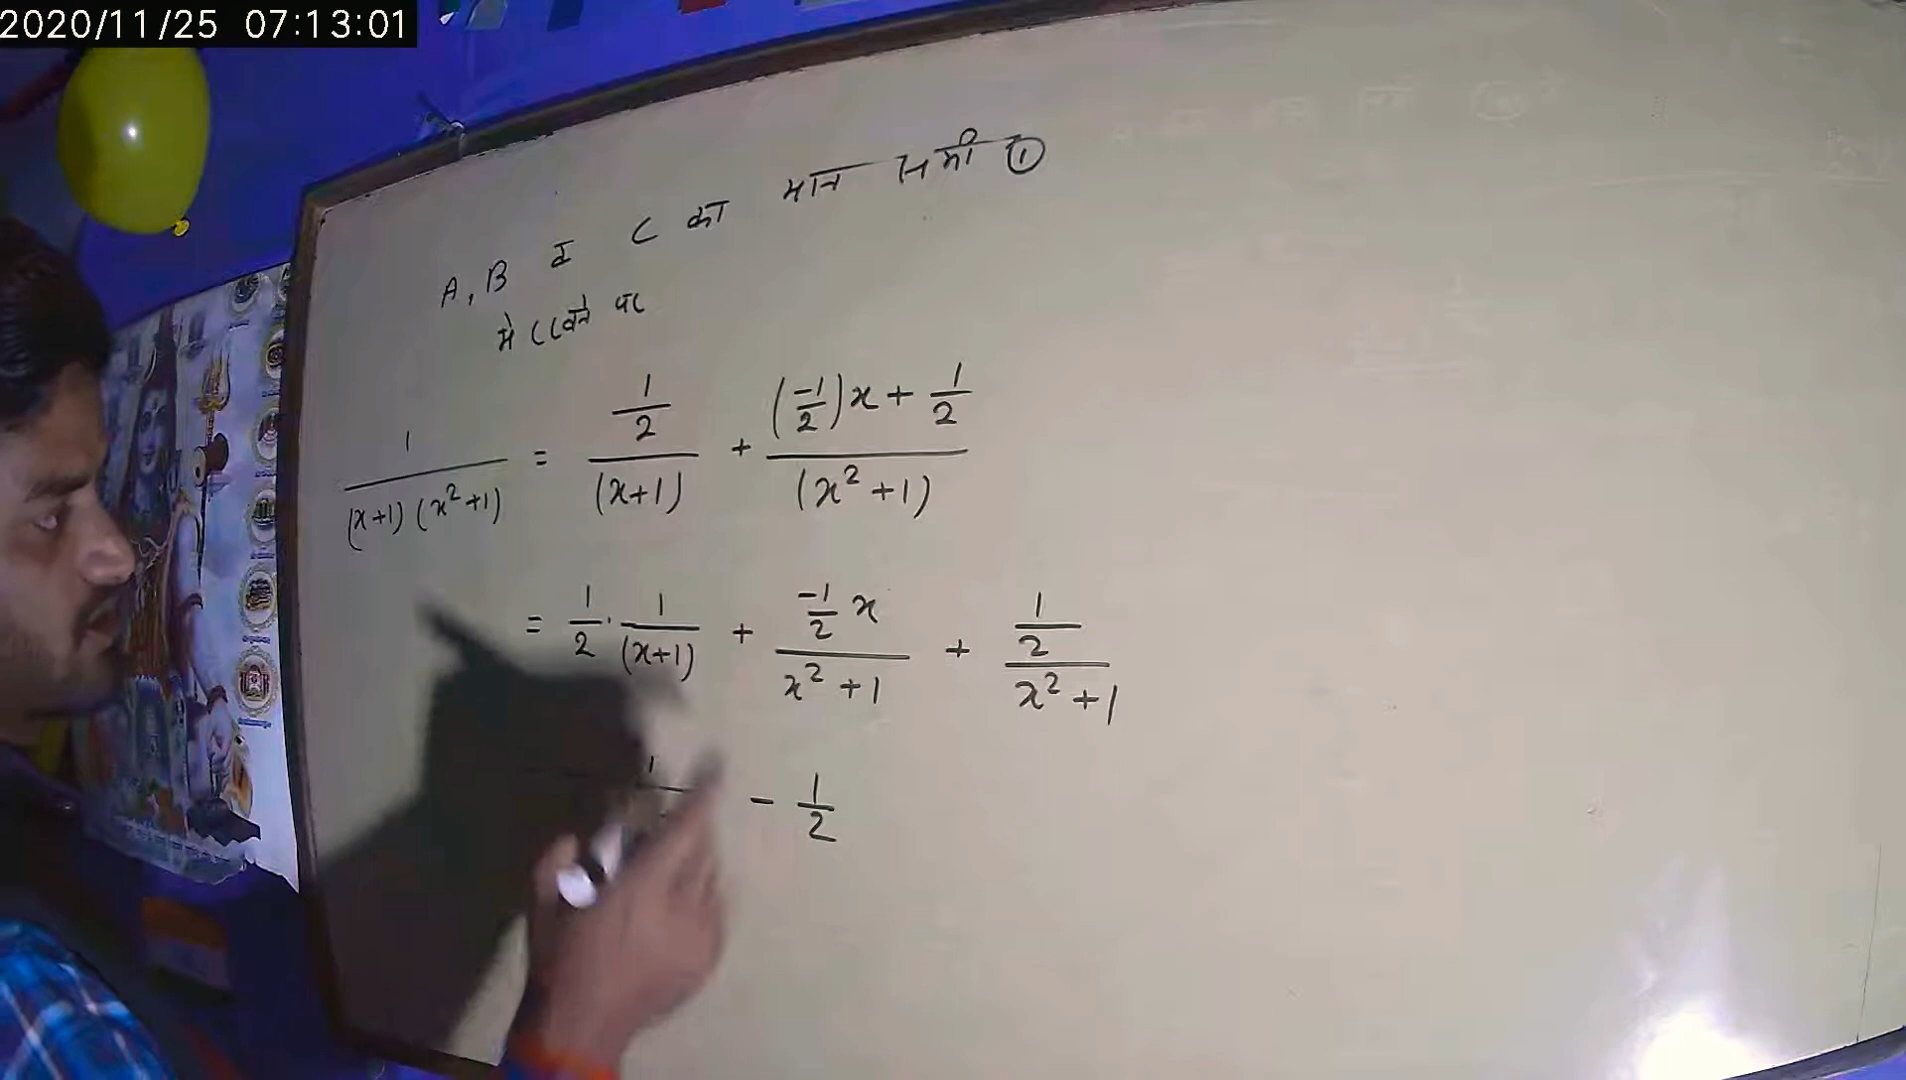 2020/11/25 07:13:01
A, B व C का मान समी ①
में रखने पर
1/((x+1)(x²+1)) = (1/2)/(x+1) + ((-1/2)x + 1/2)/(x²+1)
= 1/2 · 1/(x+1) + (-1/2 x)/(x²+1) + (1/2)/(x²+1)
1 - 1/2